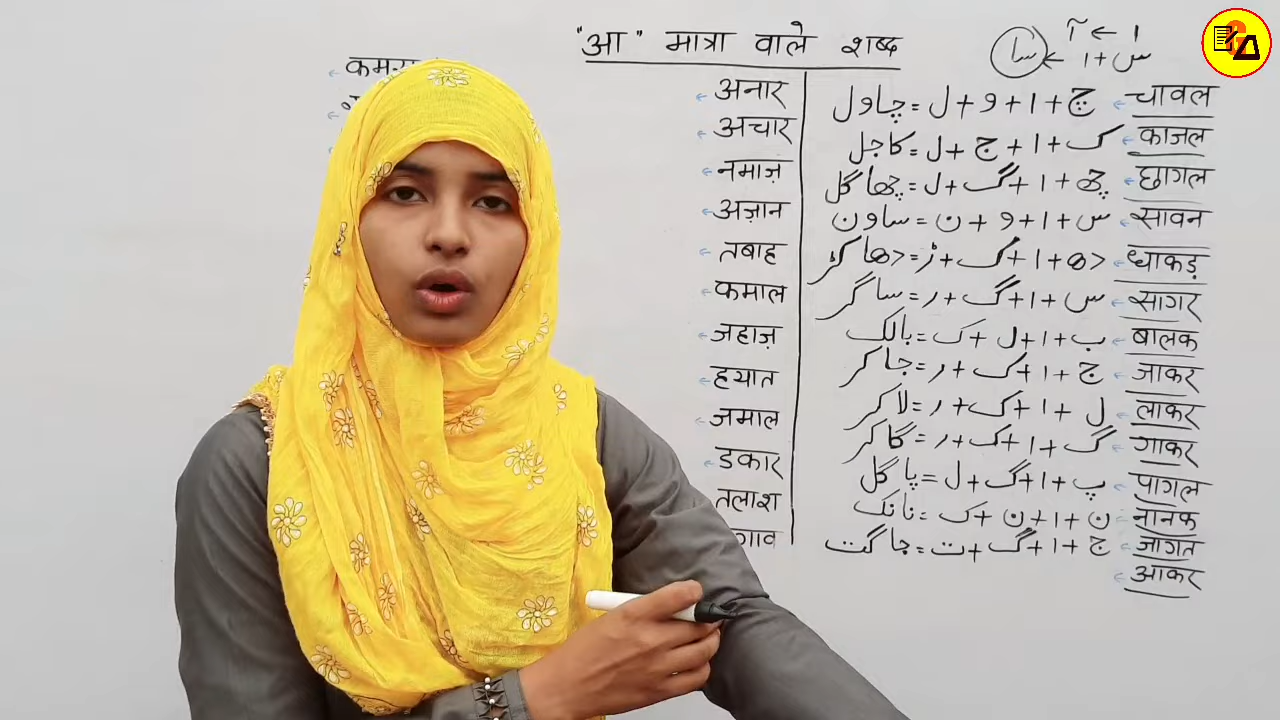 "आ" मात्रा वाले शब्द
آ ← ا
سا ← ا + س
चावल ← چ + ا + و + ل = چاول
काजल ← ک + ا + ج + ل = کاجل
छागल ← چھ + ا + گ + ل = چھاگل
सावन ← س + ا + و + ن = ساون
धाकड़ ← دھ + ا + ک + ڑ = دھاکڑ
सागर ← س + ا + گ + ر = ساگر
बालक ← ب + ا + ل + ک = بالک
जाकर ← ج + ا + ک + ر = جاکر
लाकर ← ل + ا + ک + ر = لاکر
गाकर ← گ + ا + ک + ر = گاکر
पागल ← پ + ا + گ + ل = پاگل
नानक ← ن + ا + ن + ک = نانک
जागत ← ج + ا + گ + ت = جاگت
आकर ←
अनार ←
अचार ←
नमाज़ ←
अज़ान ←
तबाह ←
कमाल ←
जहाज़ ←
हयात ←
जमाल ←
डकार ←
तलाश ←